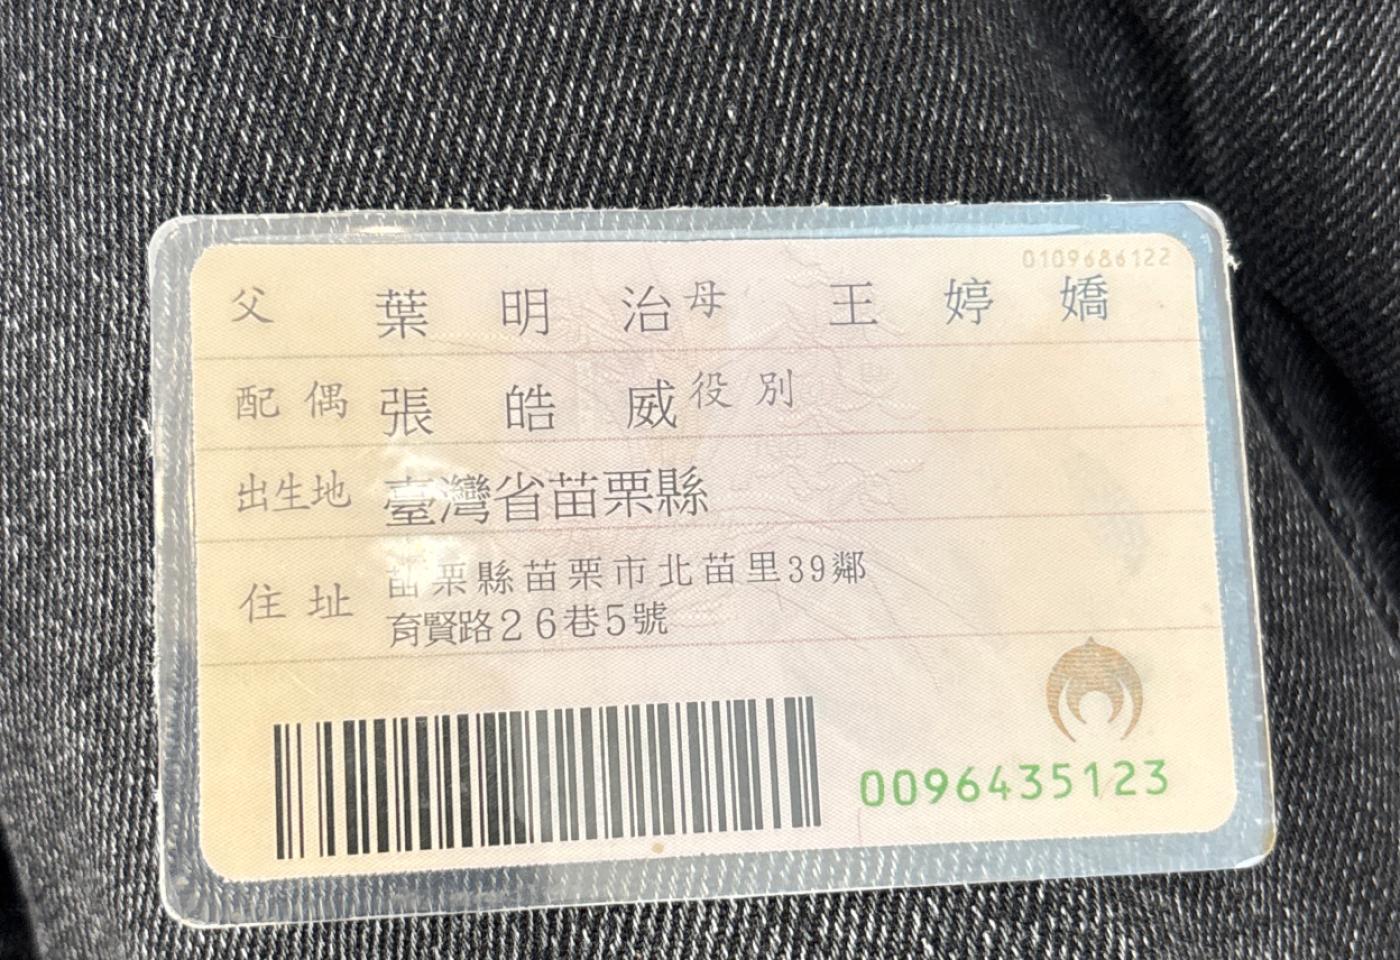 0109686122
父 葉明治 母 王婷嬌
配偶 張皓威 役別
出生地 臺灣省苗栗縣
住址 苗栗縣苗栗市北苗里39鄰
育賢路26巷5號
0096435123